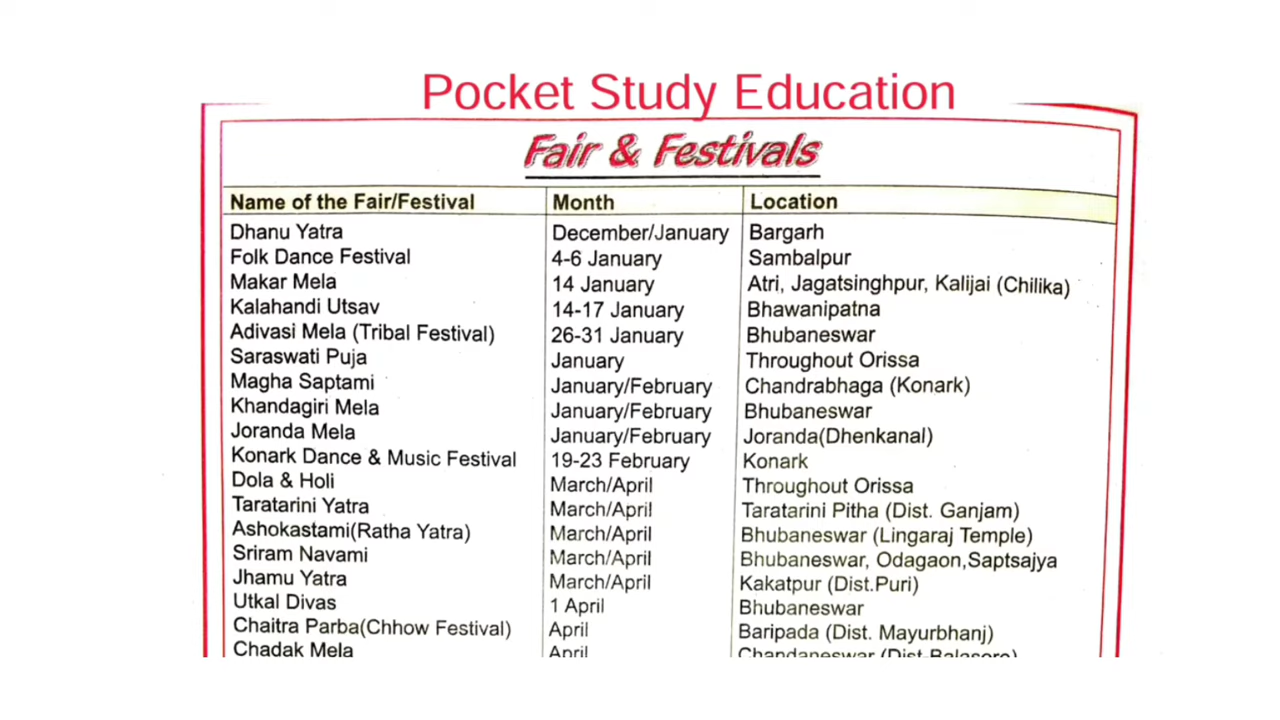 Pocket Study Education
Fair & Festivals
Name of the Fair/Festival Month Location
Dhanu Yatra December/January Bargarh
Folk Dance Festival 4-6 January Sambalpur
Makar Mela 14 January Atri, Jagatsinghpur, Kalijai (Chilika)
Kalahandi Utsav 14-17 January Bhawanipatna
Adivasi Mela (Tribal Festival) 26-31 January Bhubaneswar
Saraswati Puja January Throughout Orissa
Magha Saptami January/February Chandrabhaga (Konark)
Khandagiri Mela January/February Bhubaneswar
Joranda Mela January/February Joranda(Dhenkanal)
Konark Dance & Music Festival 19-23 February Konark
Dola & Holi March/April Throughout Orissa
Taratarini Yatra March/April Taratarini Pitha (Dist. Ganjam)
Ashokastami(Ratha Yatra) March/April Bhubaneswar (Lingaraj Temple)
Sriram Navami March/April Bhubaneswar, Odagaon,Saptsajya
Jhamu Yatra March/April Kakatpur (Dist.Puri)
Utkal Divas 1 April Bhubaneswar
Chaitra Parba(Chhow Festival) April Baripada (Dist. Mayurbhanj)
Chadak Mela April Chandaneswar (Dist.Balasore)